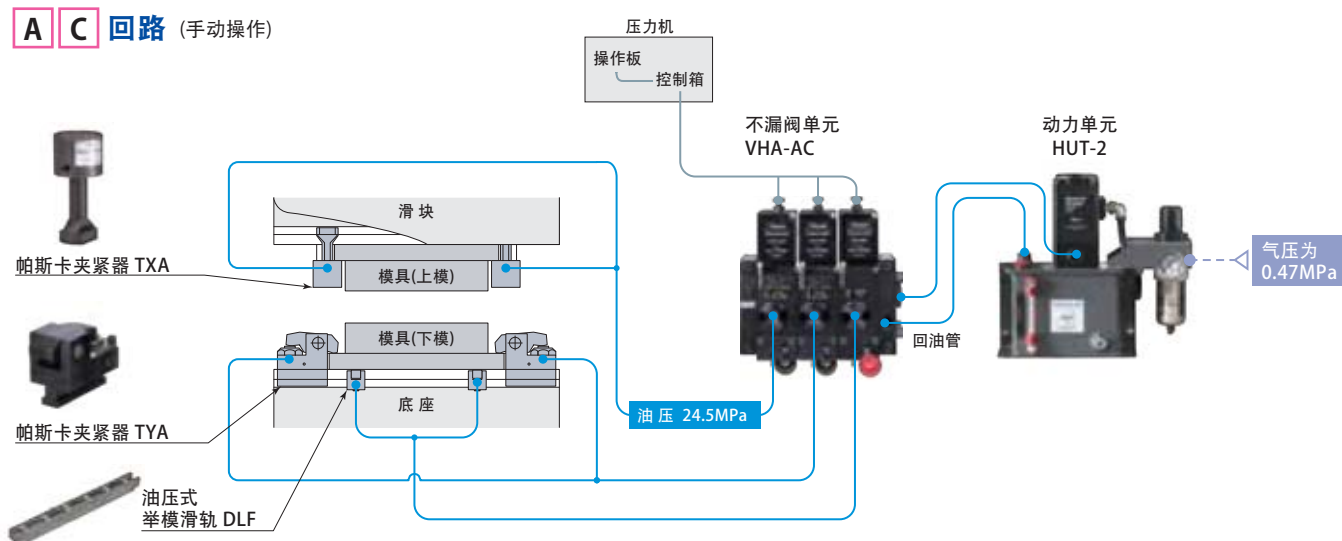 A C 回路 (手动操作)
压力机
操作板
控制箱
不漏阀单元
VHA-AC
动力单元
HUT-2
滑块
模具(上模)
帕斯卡夹紧器 TXA
气压为
0.47MPa
模具(下模)
回油管
底座
油压 24.5MPa
帕斯卡夹紧器 TYA
油压式
举模滑轨 DLF